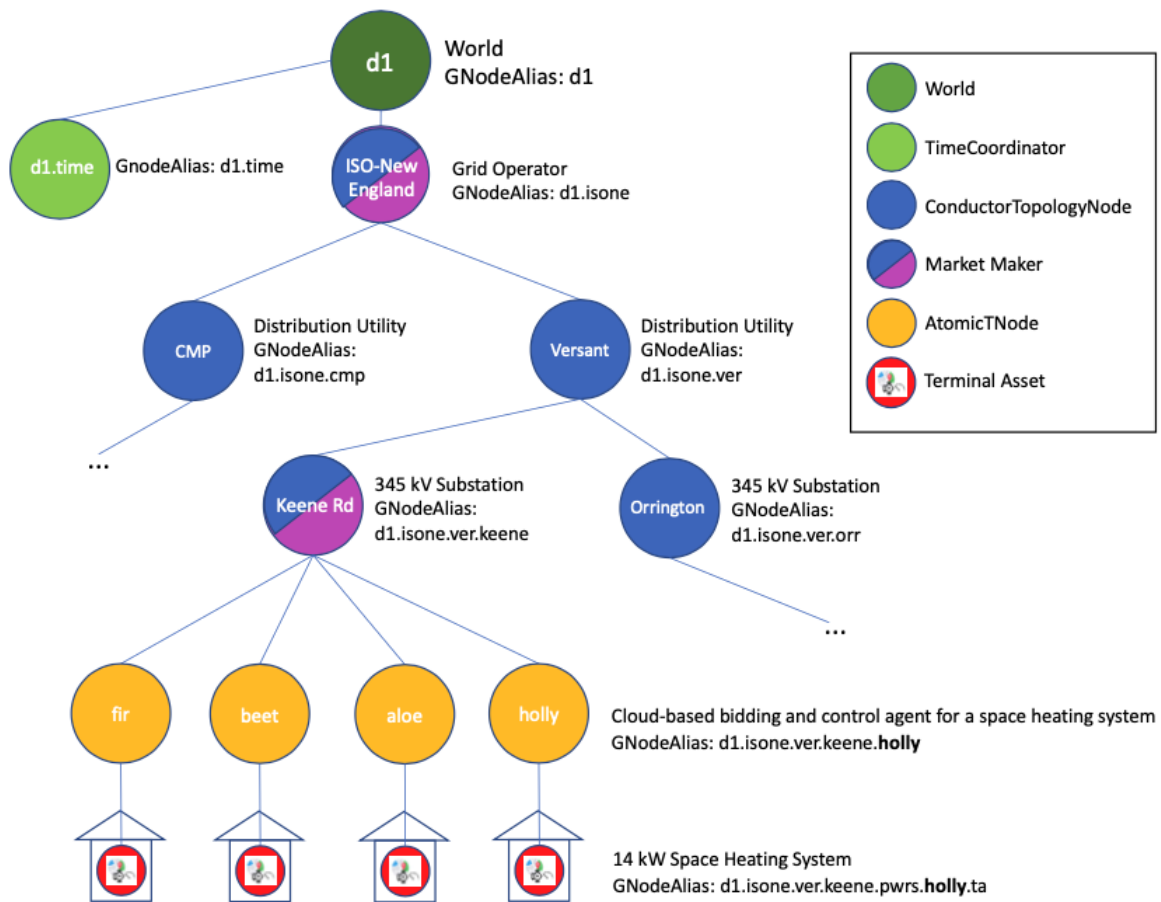 d1
World
GNodeAlias: d1
World
TimeCoordinator
d1.time
GnodeAlias: d1.time
ISO-New
England
Grid Operator
GNodeAlias: d1.isone
ConductorTopologyNode
Market Maker
AtomicTNode
Terminal Asset
CMP
Distribution Utility
GNodeAlias:
d1.isone.cmp
Versant
Distribution Utility
GNodeAlias:
d1.isone.ver
...
Keene Rd
345 kV Substation
GNodeAlias:
d1.isone.ver.keene
Orrington
345 kV Substation
GNodeAlias:
d1.isone.ver.orr
...
fir
beet
aloe
holly
Cloud-based bidding and control agent for a space heating system
GNodeAlias: d1.isone.ver.keene.holly
14 kW Space Heating System
GNodeAlias: d1.isone.ver.keene.pwrs.holly.ta